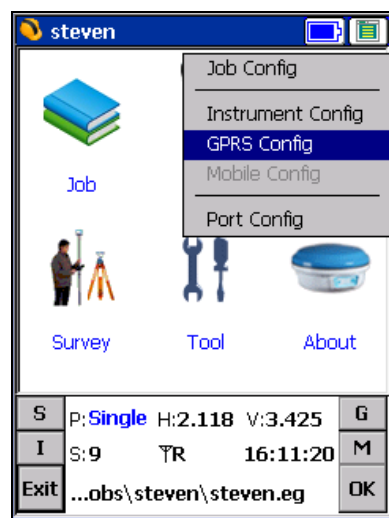 steven
Job Config
Instrument Config
GPRS Config
Mobile Config
Port Config
Job
Survey Tool About
S P:Single H:2.118 V:3.425 G
I S:9 R 16:11:20 M
Exit ...obs\steven\steven.eg OK